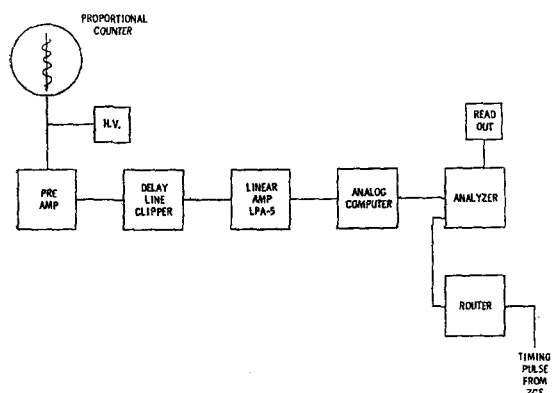 PROPORTIONAL
COUNTER
H.V.
READ
OUT
PRE
AMP
DELAY
LINE
CLIPPER
LINEAR
AMP
LPA-5
ANALOG
COMPUTER
ANALYZER
ROUTER
TIMING
PULSE
FROM